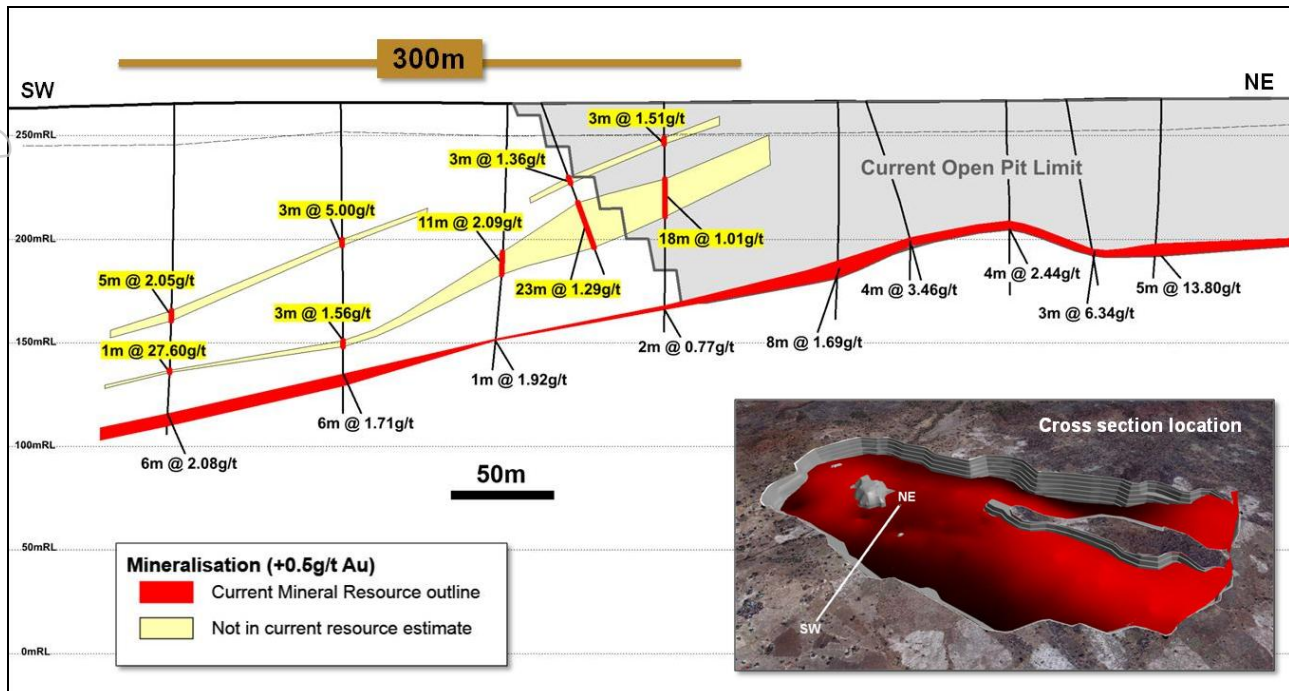 300m
SW
NE
250mRL
3m @ 1.51g/t
3m @ 1.36g/t
Current Open Pit Limit
3m @ 5.00g/t
11m @ 2.09g/t
200mRL
18m @ 1.01g/t
5m @ 2.05g/t
23m @ 1.29g/t
4m @ 3.46g/t
4m @ 2.44g/t
5m @ 13.80g/t
3m @ 6.34g/t
3m @ 1.56g/t
150mRL
1m @ 27.60g/t
2m @ 0.77g/t
8m @ 1.69g/t
1m @ 1.92g/t
6m @ 1.71g/t
100mRL
6m @ 2.08g/t
50m
Cross section location
NE
SW
50mRL
Mineralisation (+0.5g/t Au)
Current Mineral Resource outline
Not in current resource estimate
0mRL